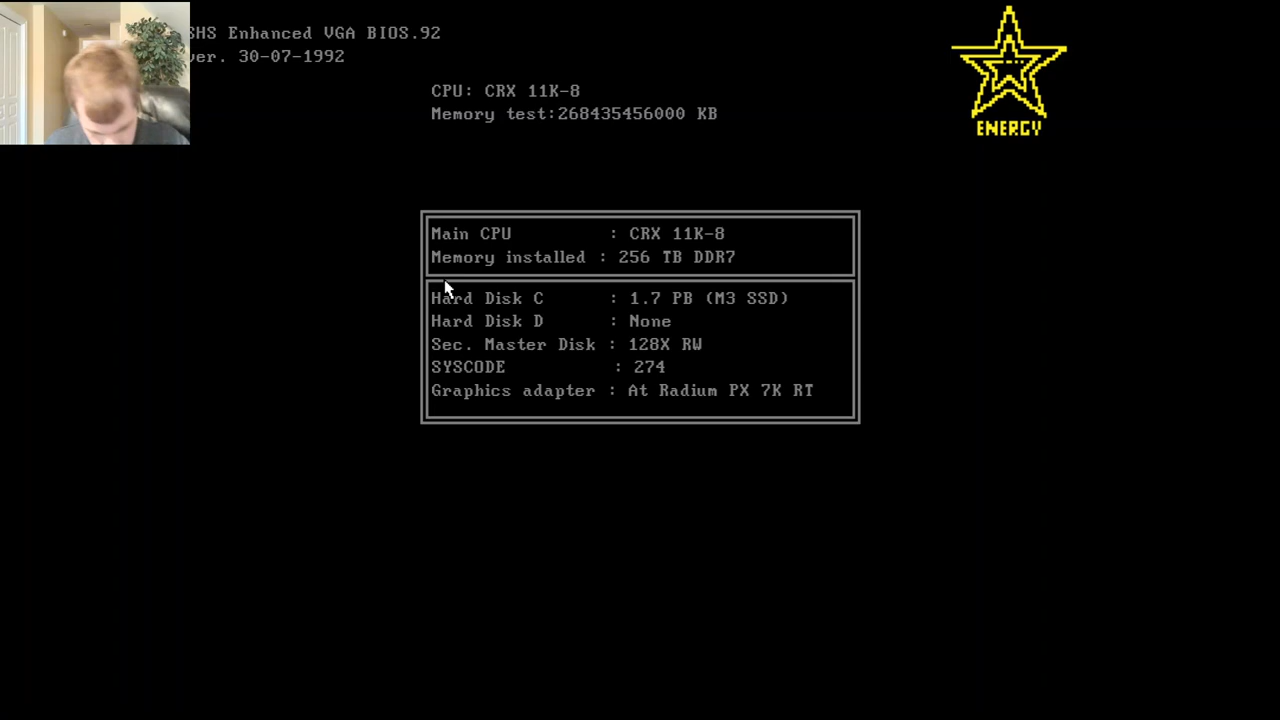 SHS Enhanced VGA BIOS.92
ver. 30-07-1992
CPU: CRX 11K-8
Memory test:268435456000 KB
ENERGY
Main CPU : CRX 11K-8
Memory installed : 256 TB DDR7
Hard Disk C : 1.7 PB (M3 SSD)
Hard Disk D : None
Sec. Master Disk : 128X RW
SYSCODE : 274
Graphics adapter : At Radium PX 7K RT